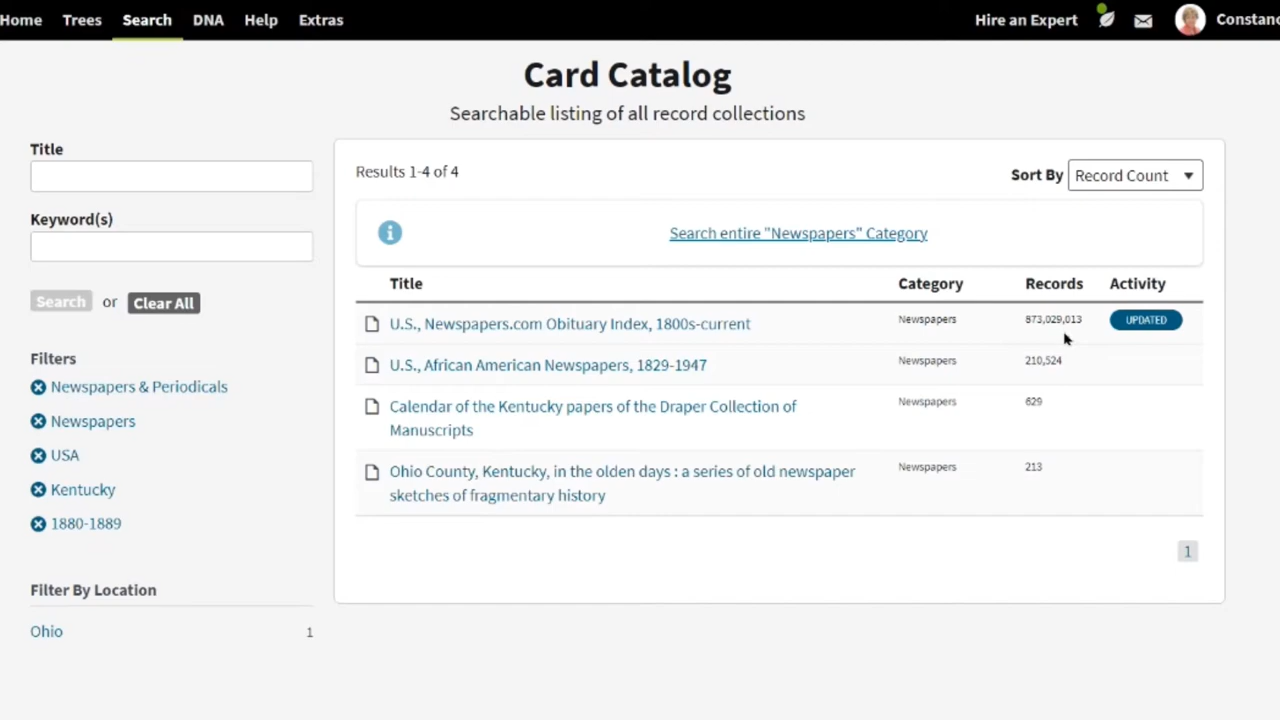 Home Trees Search DNA Help Extras Hire an Expert Constanc
Card Catalog
Searchable listing of all record collections
Title
Keyword(s)
Search or Clear All
Filters
Newspapers & Periodicals
Newspapers
USA
Kentucky
1880-1889
Filter By Location
Ohio 1
Results 1-4 of 4 Sort By Record Count
Search entire "Newspapers" Category
Title Category Records Activity
U.S., Newspapers.com Obituary Index, 1800s-current Newspapers 873,029,013 UPDATED
U.S., African American Newspapers, 1829-1947 Newspapers 210,524
Calendar of the Kentucky papers of the Draper Collection of Newspapers 629
Manuscripts
Ohio County, Kentucky, in the olden days : a series of old newspaper Newspapers 213
sketches of fragmentary history
1